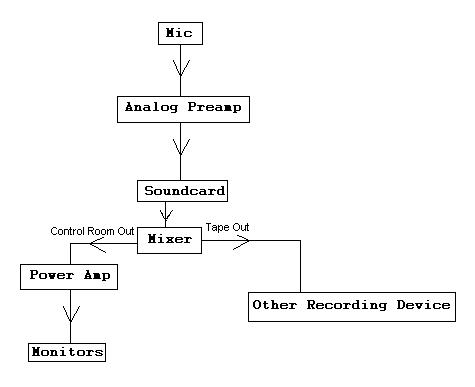 Mic
Analog Preamp
Soundcard
Control Room Out
Mixer
Tape Out
Power Amp
Other Recording Device
Monitors